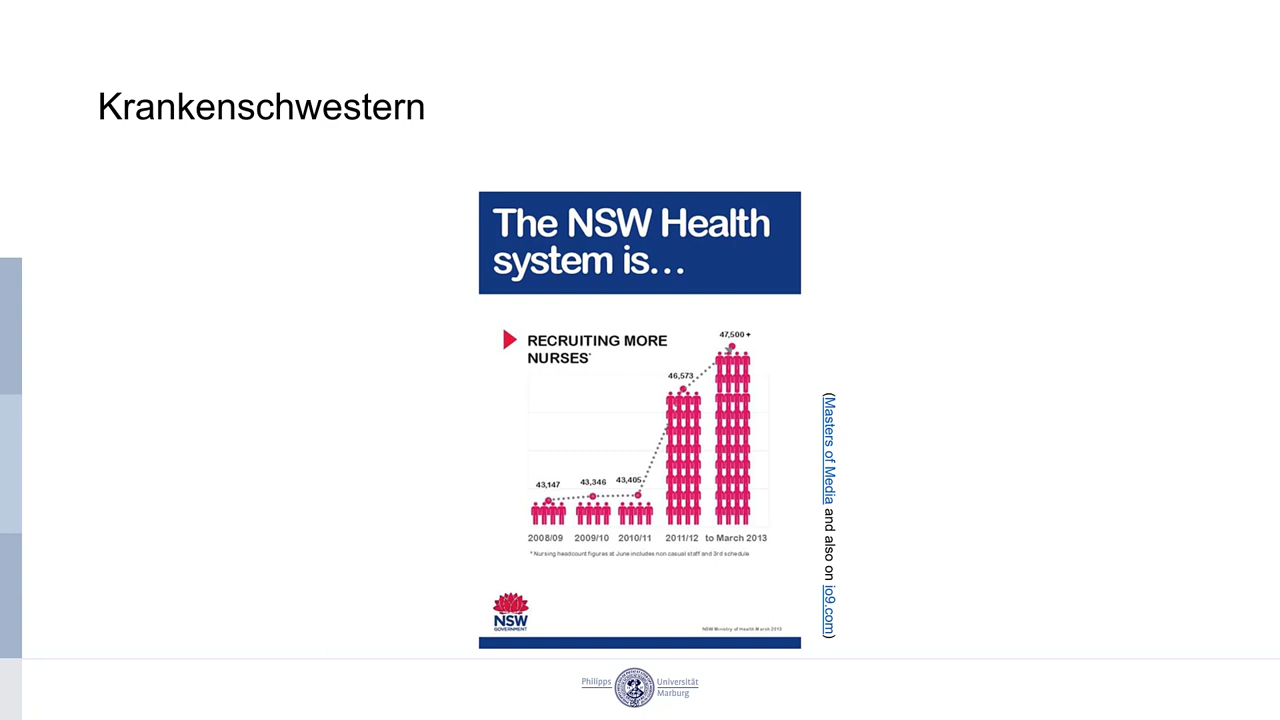 Krankenschwestern
The NSW Health
system is...
RECRUITING MORE
NURSES*
47,500 +
46,573
43,147
43,346
43,405
2008/09 2009/10 2010/11 2011/12 to March 2013
* Nursing headcount figures at June includes non casual staff and 3rd schedule
NSW
GOVERNMENT
NSW Ministry of Health March 2013
(Masters of Media and also on io9.com)
Philipps Universität
Marburg